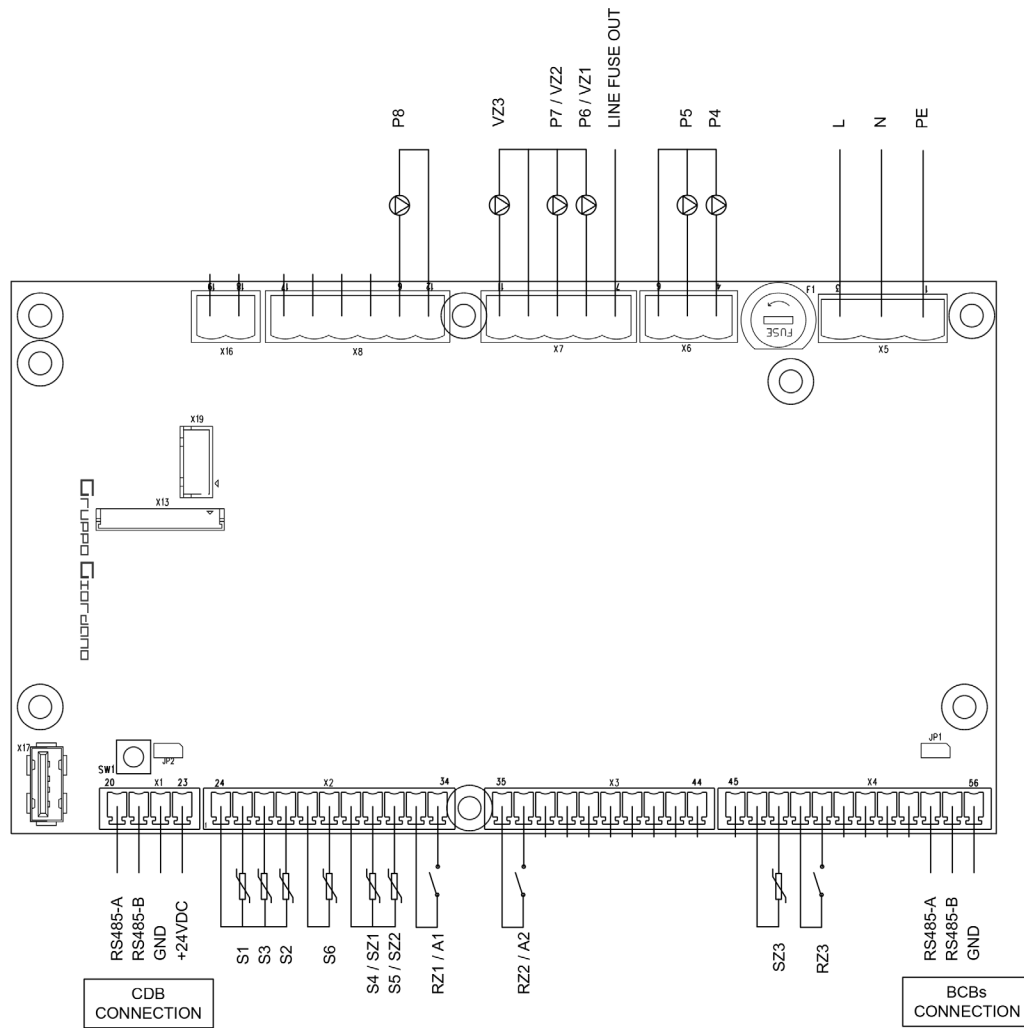 P8
VZ3
P7 / VZ2
P6 / VZ1
LINE FUSE OUT
P5
P4
L
N
PE
19
18
X16
17
6
12
X8
1
7
X7
6
4
X6
F1
FUSE
3
1
X5
X19
X13
Gruppo Giordano
X17
SW1
JP2
JP1
20
X1
23
24
X2
34
35
X3
44
45
X4
56
RS485-A
RS485-B
GND
+24VDC
S1
S3
S2
S6
S4 / SZ1
S5 / SZ2
RZ1 / A1
RZ2 / A2
SZ3
RZ3
RS485-A
RS485-B
GND
CDB
CONNECTION
BCBs
CONNECTION